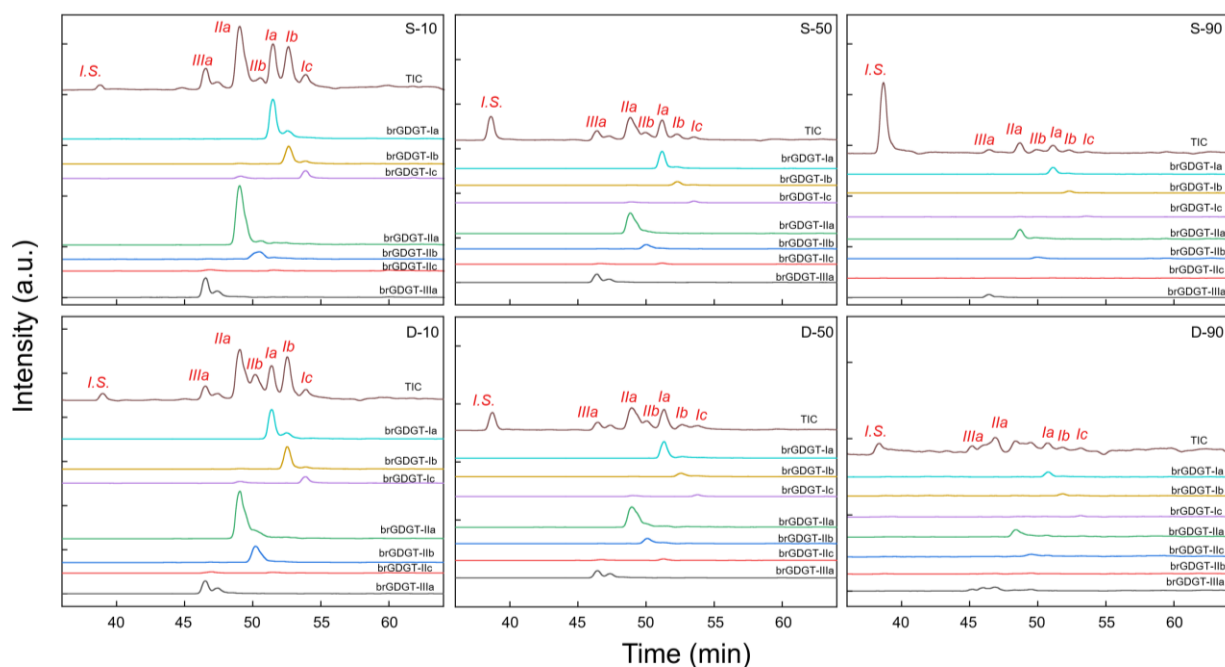 Intensity (a.u.)
S-10
I.S.
IIIa
IIa
IIb
Ia
Ib
Ic
TIC
brGDGT-Ia
brGDGT-Ib
brGDGT-Ic
brGDGT-IIa
brGDGT-IIb
brGDGT-IIc
brGDGT-IIIa
S-50
I.S.
IIIa
IIa
IIb
Ia
Ib
Ic
TIC
brGDGT-Ia
brGDGT-Ib
brGDGT-Ic
brGDGT-IIa
brGDGT-IIb
brGDGT-IIc
brGDGT-IIIa
S-90
I.S.
IIIa
IIa
IIb
Ia
Ib
Ic
TIC
brGDGT-Ia
brGDGT-Ib
brGDGT-Ic
brGDGT-IIa
brGDGT-IIb
brGDGT-IIc
brGDGT-IIIa
D-10
I.S.
IIIa
IIa
IIb
Ia
Ib
Ic
TIC
brGDGT-Ia
brGDGT-Ib
brGDGT-Ic
brGDGT-IIa
brGDGT-IIb
brGDGT-IIc
brGDGT-IIIa
40 45 50 55 60
D-50
I.S.
IIIa
IIa
IIb
Ia
Ib
Ic
TIC
brGDGT-Ia
brGDGT-Ib
brGDGT-Ic
brGDGT-IIa
brGDGT-IIb
brGDGT-IIc
brGDGT-IIIa
40 45 50 55 60
D-90
I.S.
IIIa
IIa
Ia
Ib
Ic
TIC
brGDGT-Ia
brGDGT-Ib
brGDGT-Ic
brGDGT-IIa
brGDGT-IIc
brGDGT-IIb
brGDGT-IIIa
40 45 50 55 60
Time (min)